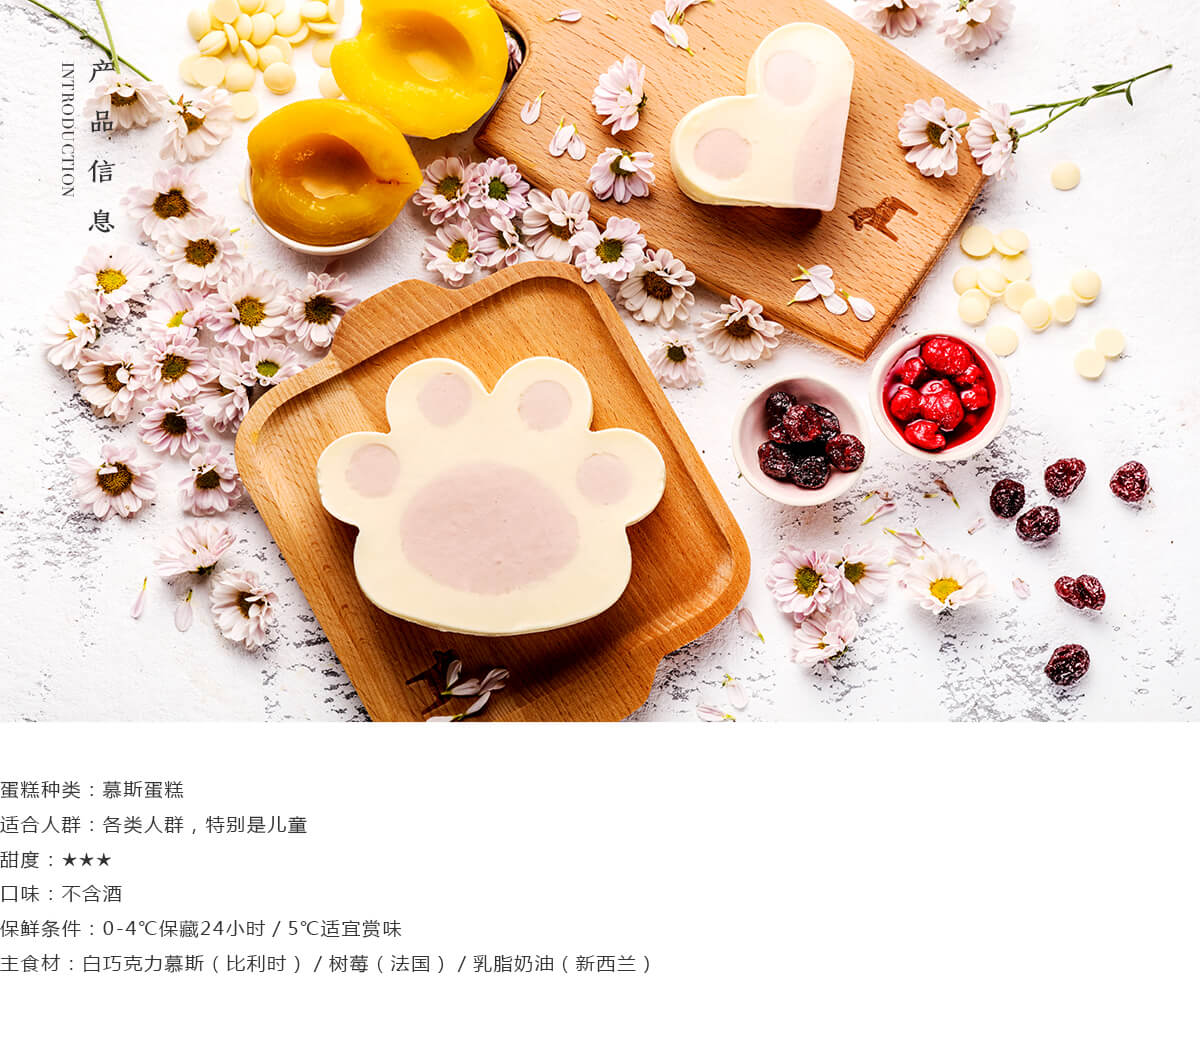 产品信息
INTRODUCTION
蛋糕种类：慕斯蛋糕
适合人群：各类人群，特别是儿童
甜度：★★★
口味：不含酒
保鲜条件：0-4℃保藏24小时 / 5℃适宜赏味
主食材：白巧克力慕斯（比利时） / 树莓（法国） / 乳脂奶油（新西兰）